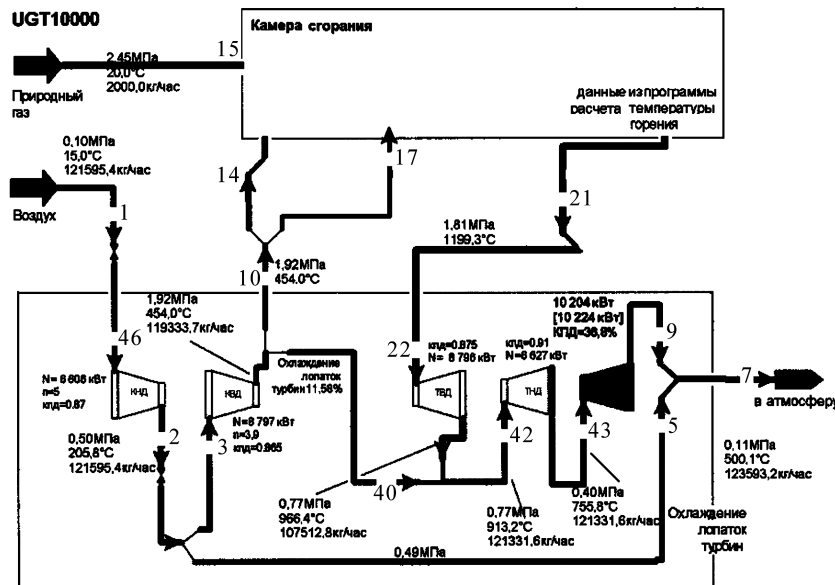 UGT10000
Камера сгорания
15
2,45МПа
20,0°C
2000,0кг/час
Природный
газ
данные из программы
расчета температуры
горения
0,10МПа
15,0°C
121595,4кг/час
Воздух
1
14
17
21
1,81МПа
1199,3°C
10
1,92МПа
454,0°C
1,92МПа
454,0°C
119333,7кг/час
10 204 кВт
[10 224 кВт]
КПД=36,8%
46
22
9
кпд=0.875
N= 8 796 кВт
кпд=0.91
N=6 627 кВт
Охлаждение
лопаток
турбин 11,56%
N= 6 608 кВт
n=5
кпд=0.87
КНД
КВД
ТВД
ТНД
7
в атмосферу
N=8 797 кВт
n=3,9
кпд=0.865
2
3
42
43
5
0,50МПа
205,8°C
121595,4кг/час
0,11МПа
500,1°C
123593,2кг/час
40
0,77МПа
966,4°C
107512,8кг/час
0,77МПа
913,2°C
121331,6кг/час
0,40МПа
755,8°C
121331,6кг/час
Охлаждение
лопаток
турбин
0,49МПа